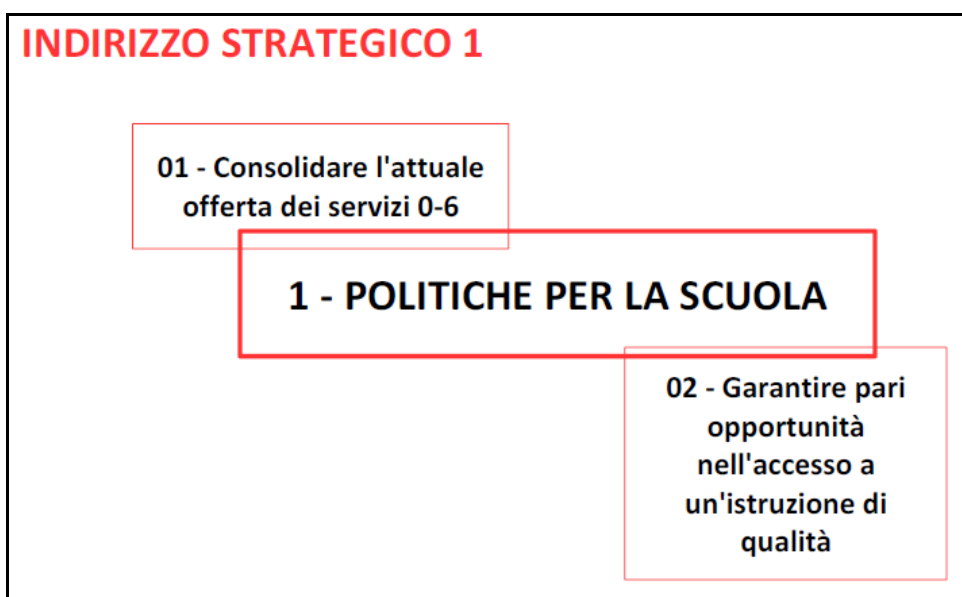 INDIRIZZO STRATEGICO 1
01 - Consolidare l'attuale
offerta dei servizi 0-6
1 - POLITICHE PER LA SCUOLA
02 - Garantire pari
opportunità
nell'accesso a
un'istruzione di
qualità